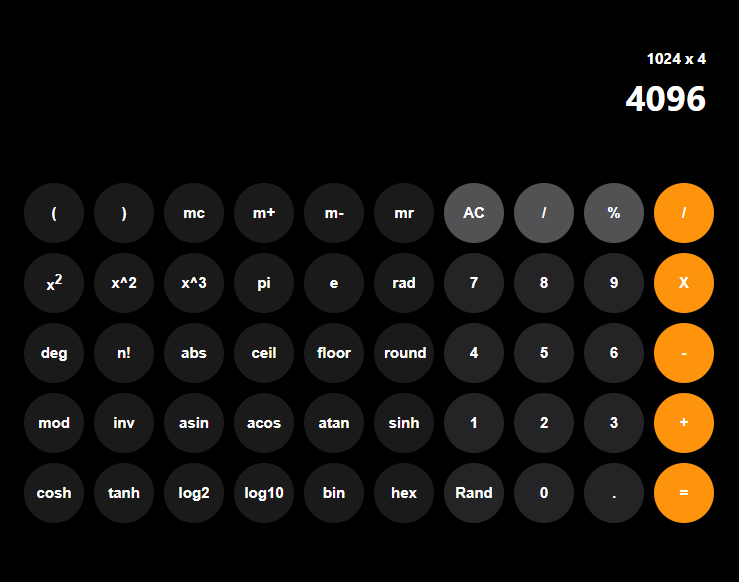 1024 x 4
4096
( ) mc m+ m- mr AC / % /
x² x^2 x^3 pi e rad 7 8 9 X
deg n! abs ceil floor round 4 5 6 -
mod inv asin acos atan sinh 1 2 3 +
cosh tanh log2 log10 bin hex Rand 0 . =